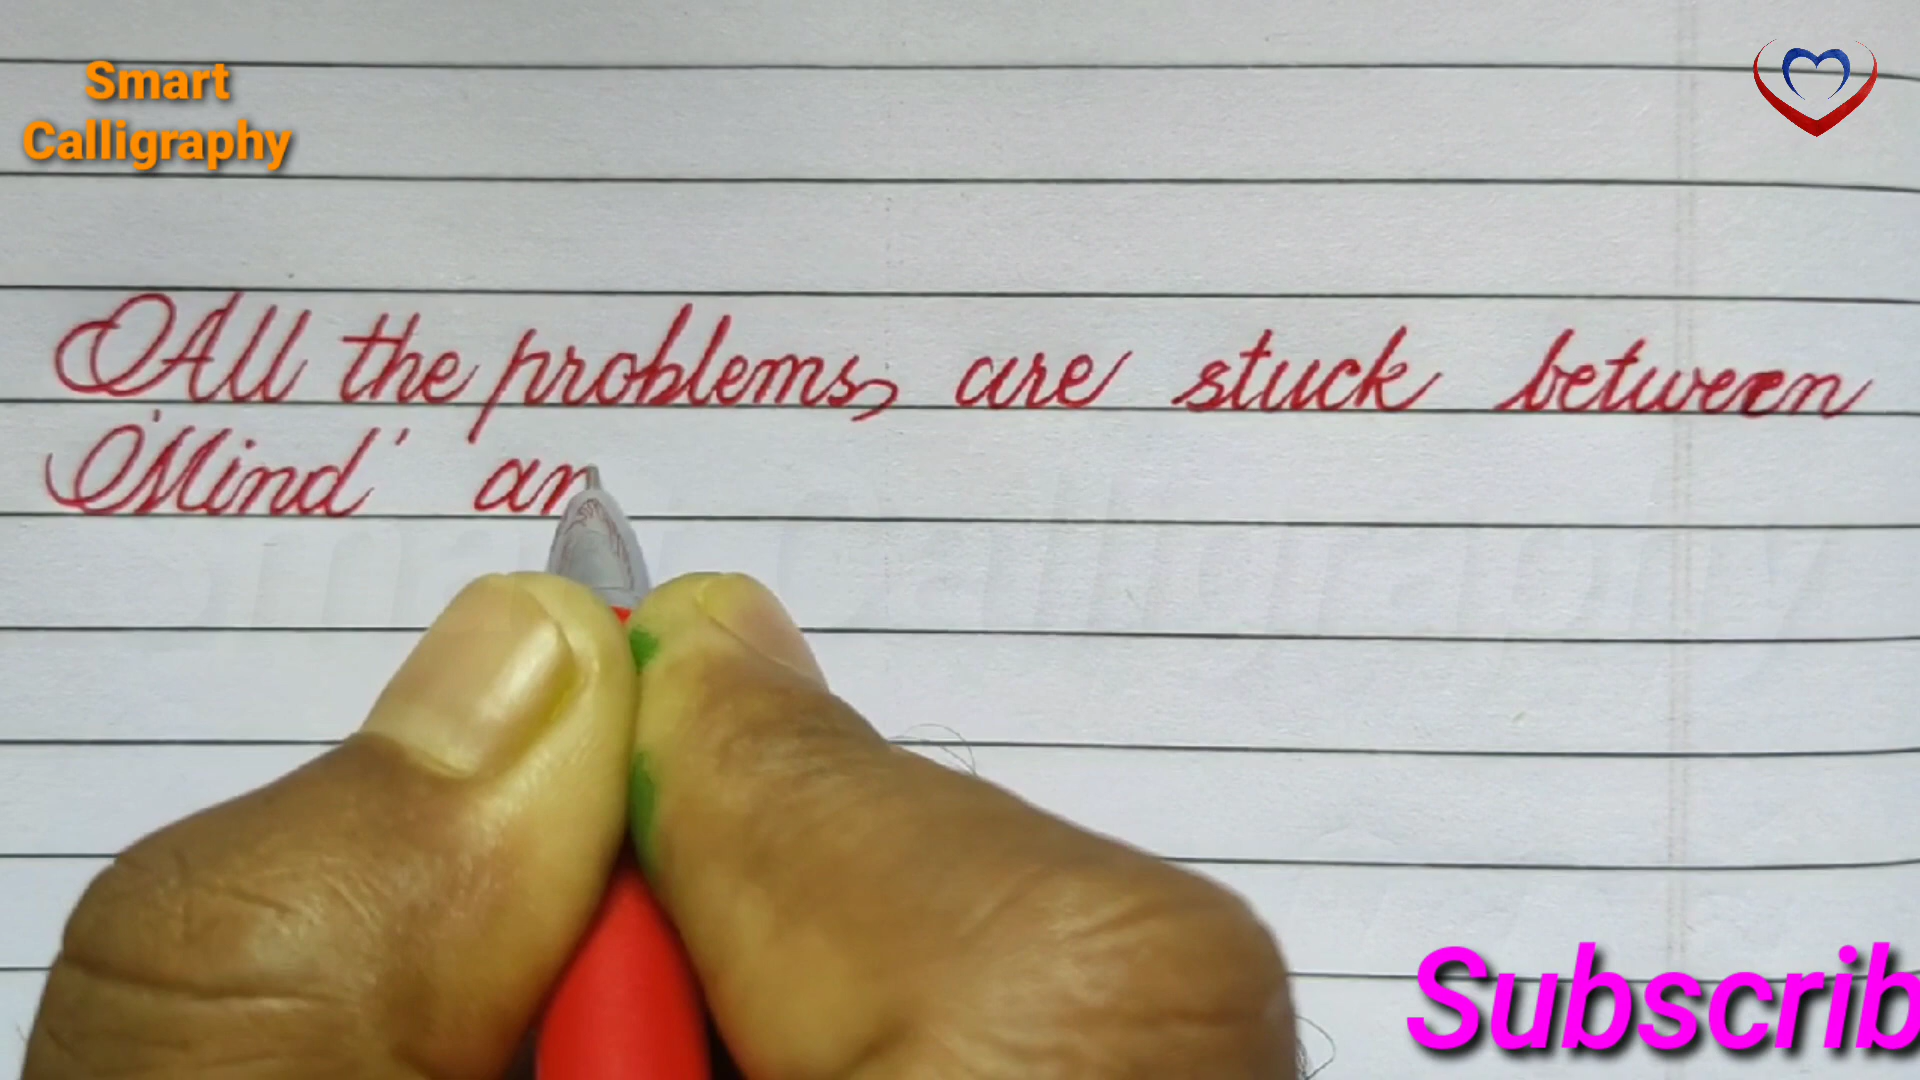 Smart
Calligraphy
All the problems, are stuck between
'Mind' an
Subscrib